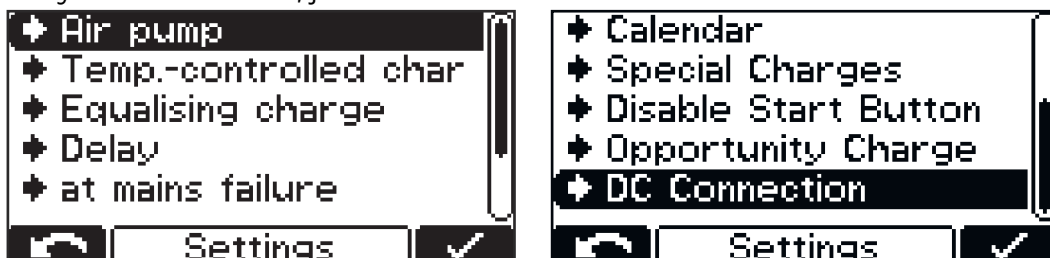 Air pump
Temp.-controlled char
Equalising charge
Delay
at mains failure
Settings
Calendar
Special Charges
Disable Start Button
Opportunity Charge
DC Connection
Settings